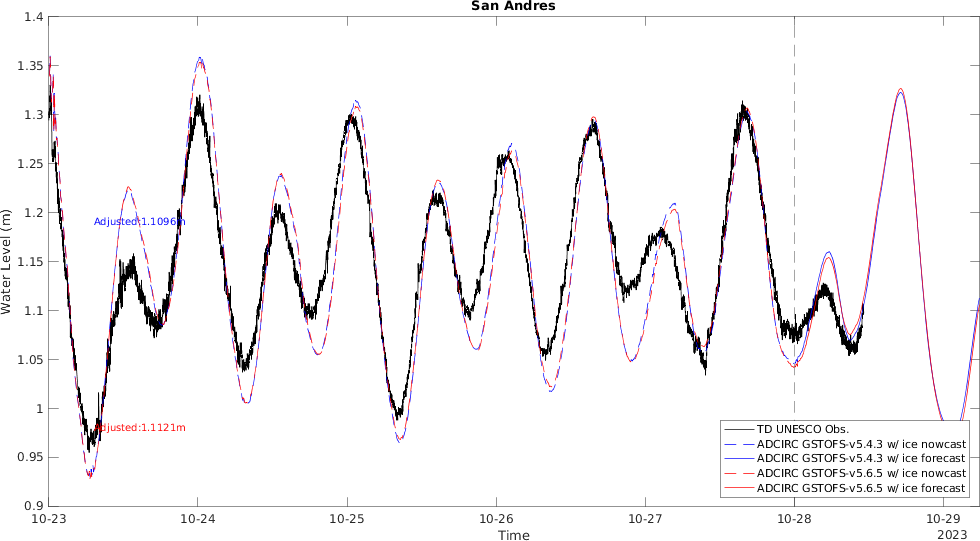 San Andres
1.4
1.35
1.3
1.25
1.2
1.15
1.1
1.05
1
0.95
0.9
Water Level (m)
Adjusted:1.1096m
Adjusted:1.1121m
TD UNESCO Obs.
ADCIRC GSTOFS-v5.4.3 w/ ice nowcast
ADCIRC GSTOFS-v5.4.3 w/ ice forecast
ADCIRC GSTOFS-v5.6.5 w/ ice nowcast
ADCIRC GSTOFS-v5.6.5 w/ ice forecast
10-23 10-24 10-25 10-26 10-27 10-28 10-29
Time
2023